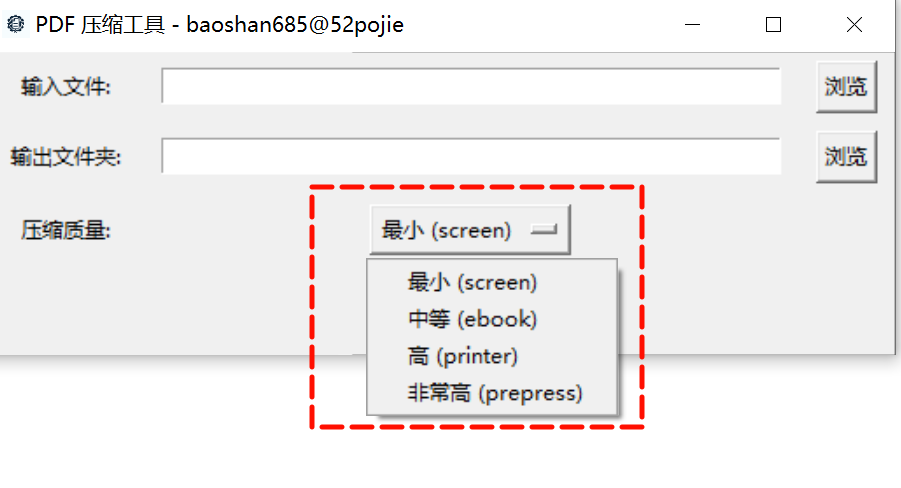 PDF 压缩工具 - baoshan685@52pojie
输入文件:
浏览
输出文件夹:
浏览
压缩质量:
最小 (screen)
最小 (screen)
中等 (ebook)
高 (printer)
非常高 (prepress)